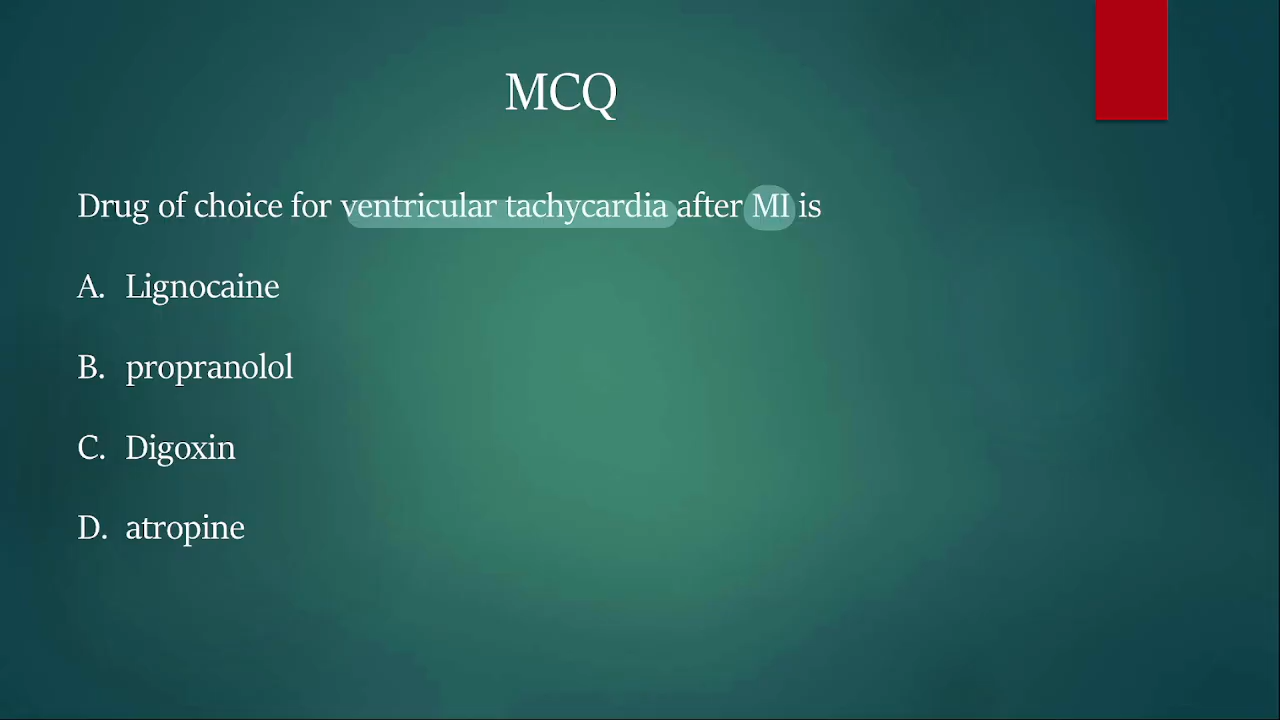 MCQ
Drug of choice for ventricular tachycardia after MI is
A. Lignocaine
B. propranolol
C. Digoxin
D. atropine